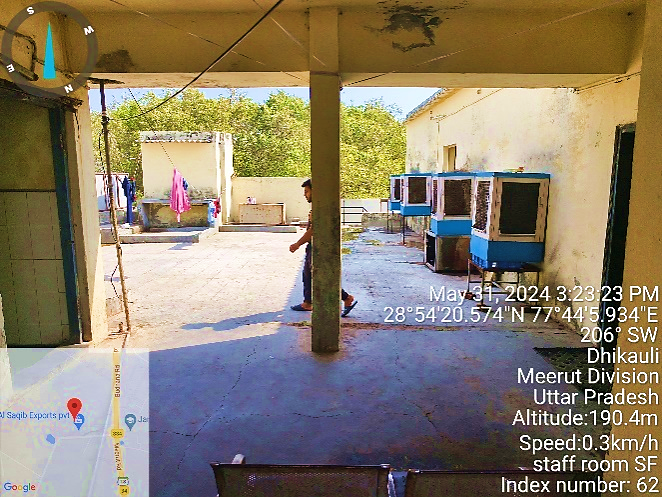 S
W
E
N
May 31, 2024 3:23:23 PM
28°54'20.574"N 77°44'5.934"E
206° SW
Dhikauli
Meerut Division
Uttar Pradesh
Altitude:190.4m
Speed:0.3km/h
staff room SF
Index number: 62
Al Saqib Exports pvt
Jar
334
Google